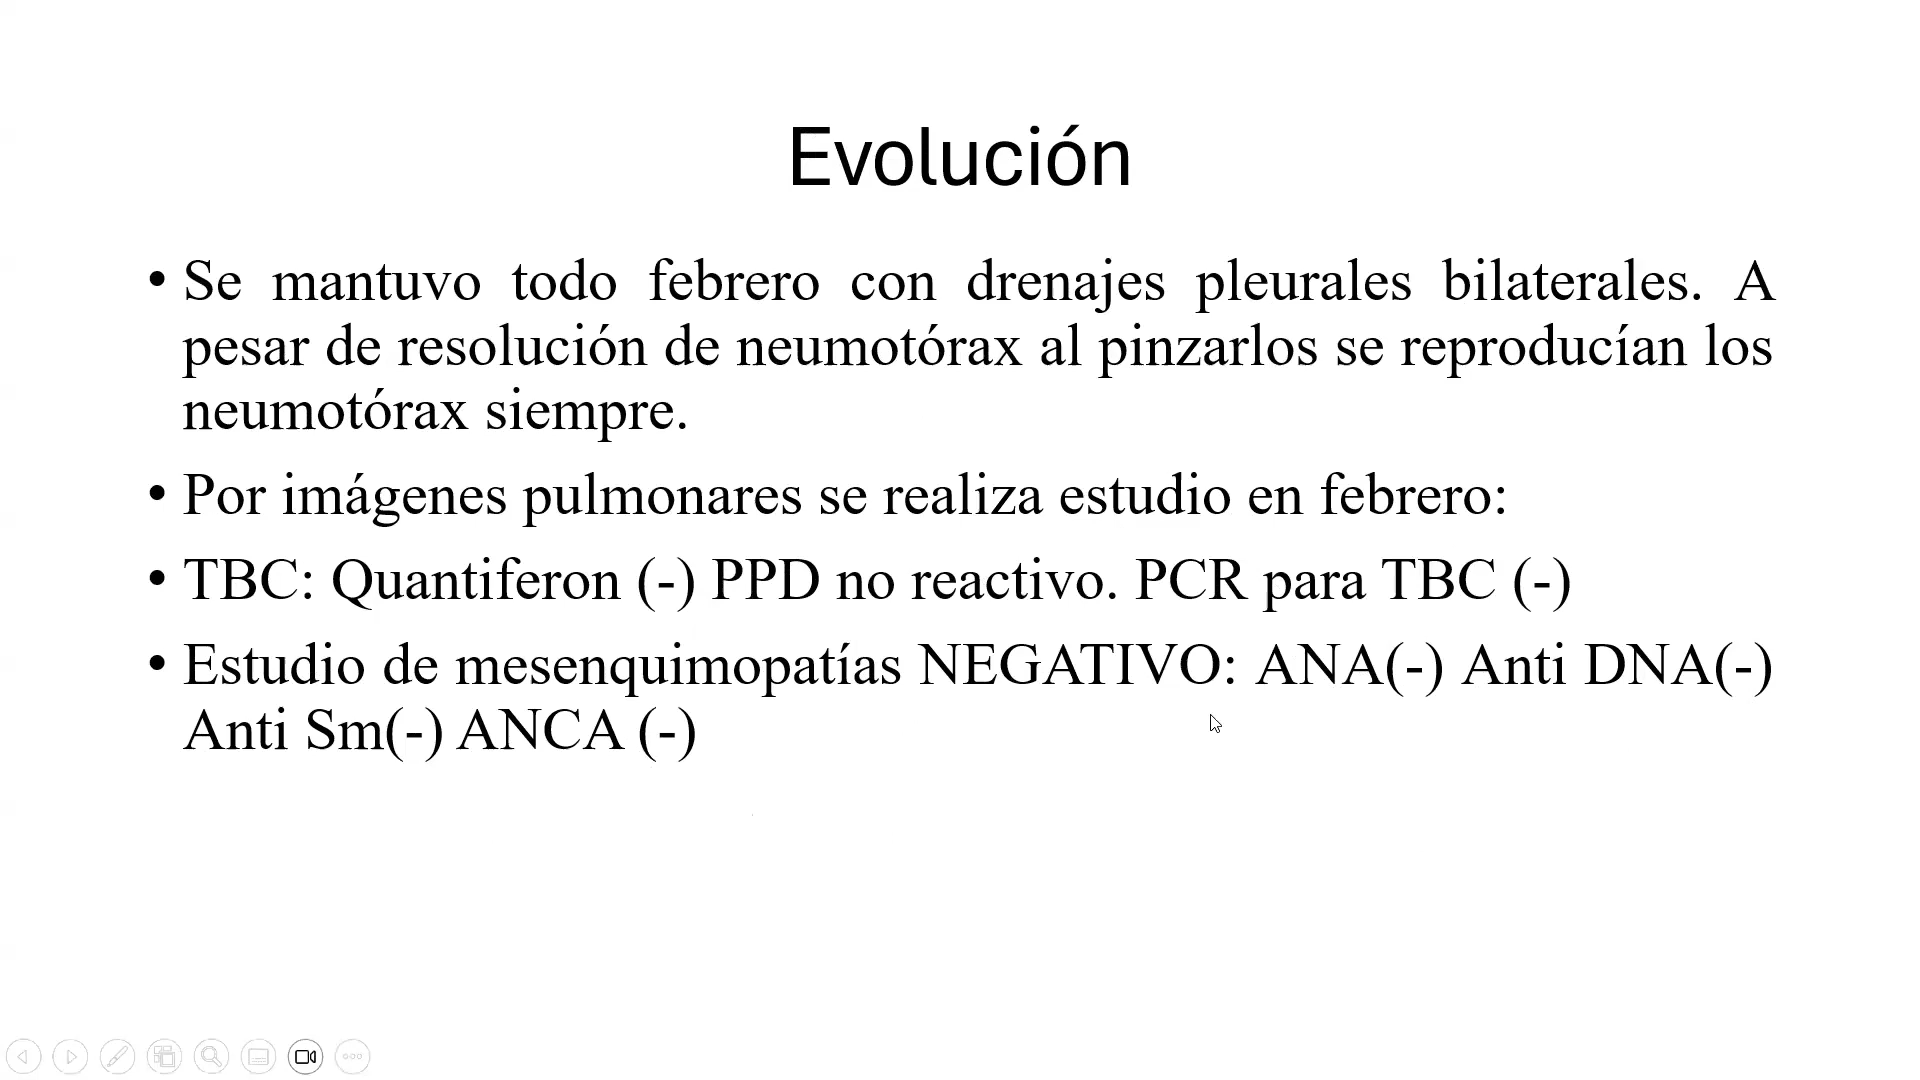 Evolución
• Se mantuvo todo febrero con drenajes pleurales bilaterales. A
pesar de resolución de neumotórax al pinzarlos se reproducían los
neumotórax siempre.
• Por imágenes pulmonares se realiza estudio en febrero:
• TBC: Quantiferon (-) PPD no reactivo. PCR para TBC (-)
• Estudio de mesenquimopatías NEGATIVO: ANA(-) Anti DNA(-)
Anti Sm(-) ANCA (-)